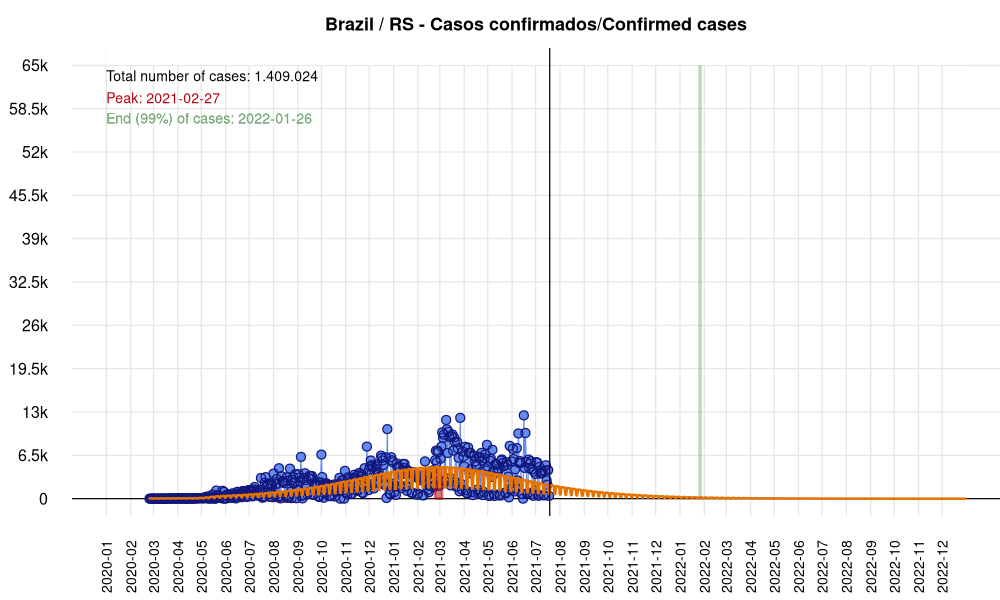 Brazil / RS - Casos confirmados/Confirmed cases
65k
Total number of cases: 1.409.024
Peak: 2021-02-27
End (99%) of cases: 2022-01-26
58.5k
52k
45.5k
39k
32.5k
26k
19.5k
13k
6.5k
0
2020-01
2020-02
2020-03
2020-04
2020-05
2020-06
2020-07
2020-08
2020-09
2020-10
2020-11
2020-12
2021-01
2021-02
2021-03
2021-04
2021-05
2021-06
2021-07
2021-08
2021-09
2021-10
2021-11
2021-12
2022-01
2022-02
2022-03
2022-04
2022-05
2022-06
2022-07
2022-08
2022-09
2022-10
2022-11
2022-12